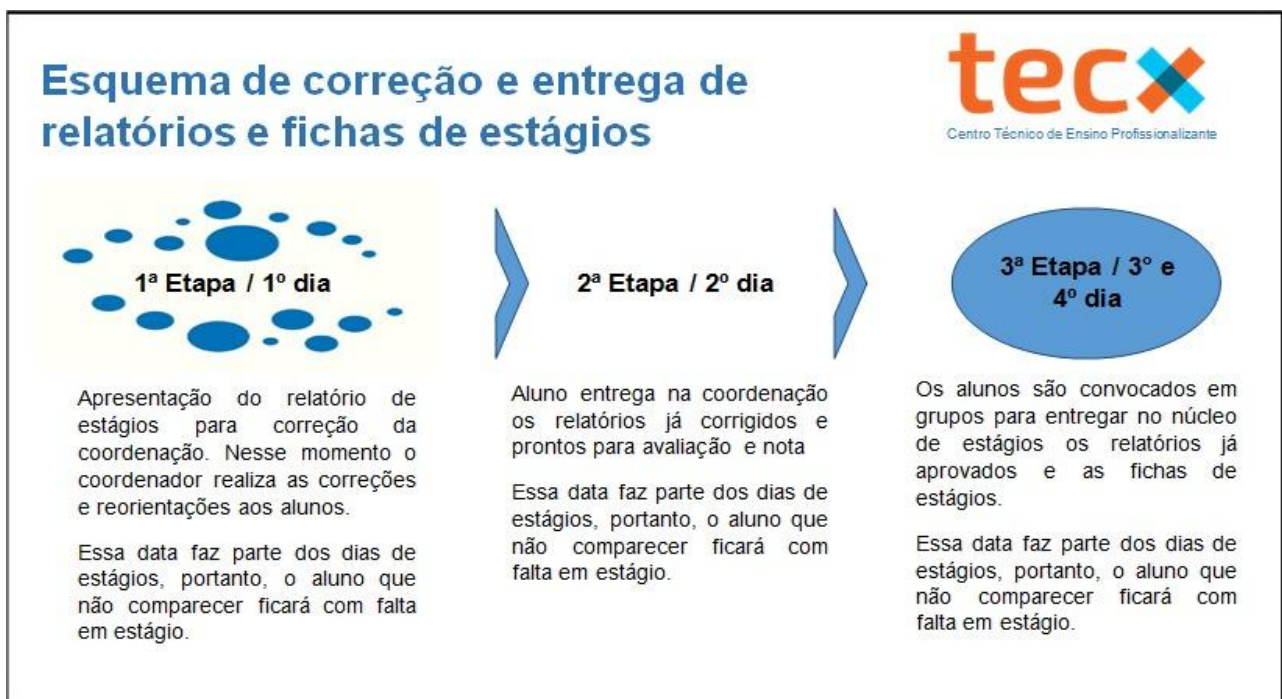 Esquema de correção e entrega de
relatórios e fichas de estágios
tecx
Centro Técnico de Ensino Profissionalizante
1ª Etapa / 1º dia
Apresentação do relatório de
estágios para correção da
coordenação. Nesse momento o
coordenador realiza as correções
e reorientações aos alunos.
Essa data faz parte dos dias de
estágios, portanto, o aluno que
não comparecer ficará com falta
em estágio.
2ª Etapa / 2º dia
Aluno entrega na coordenação
os relatórios já corrigidos e
prontos para avaliação e nota
Essa data faz parte dos dias de
estágios, portanto, o aluno que
não comparecer ficará com
falta em estágio.
3ª Etapa / 3° e
4º dia
Os alunos são convocados em
grupos para entregar no núcleo
de estágios os relatórios já
aprovados e as fichas de
estágios.
Essa data faz parte dos dias de
estágios, portanto, o aluno que
não comparecer ficará com
falta em estágio.